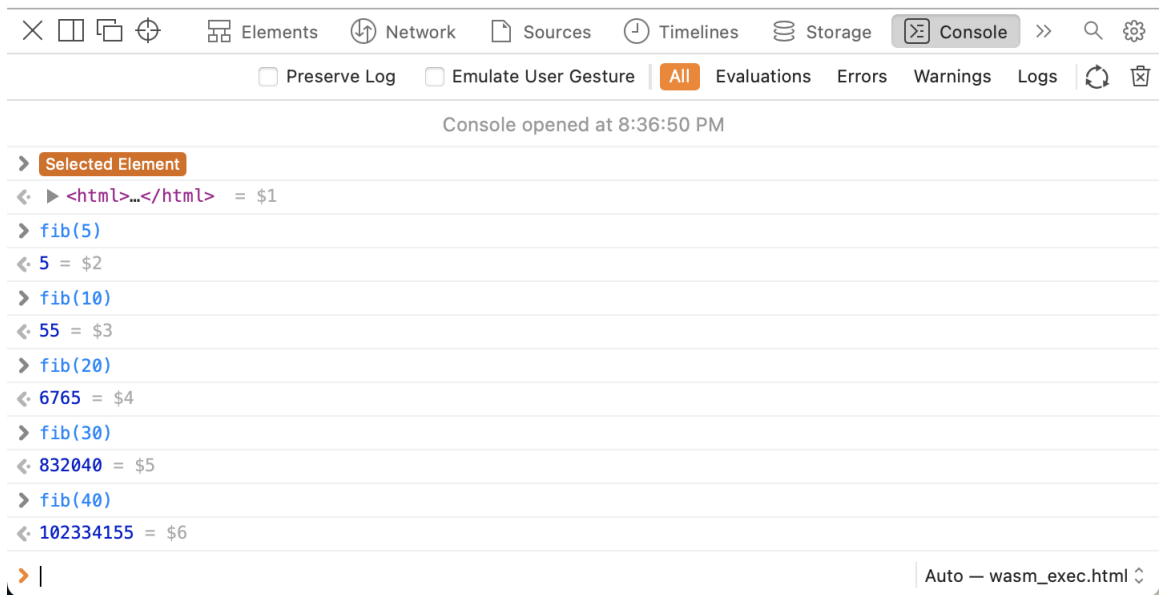 Elements Network Sources Timelines Storage Console
Preserve Log Emulate User Gesture All Evaluations Errors Warnings Logs
Console opened at 8:36:50 PM
Selected Element
<html>…</html> = $1
fib(5)
5 = $2
fib(10)
55 = $3
fib(20)
6765 = $4
fib(30)
832040 = $5
fib(40)
102334155 = $6
Auto — wasm_exec.html